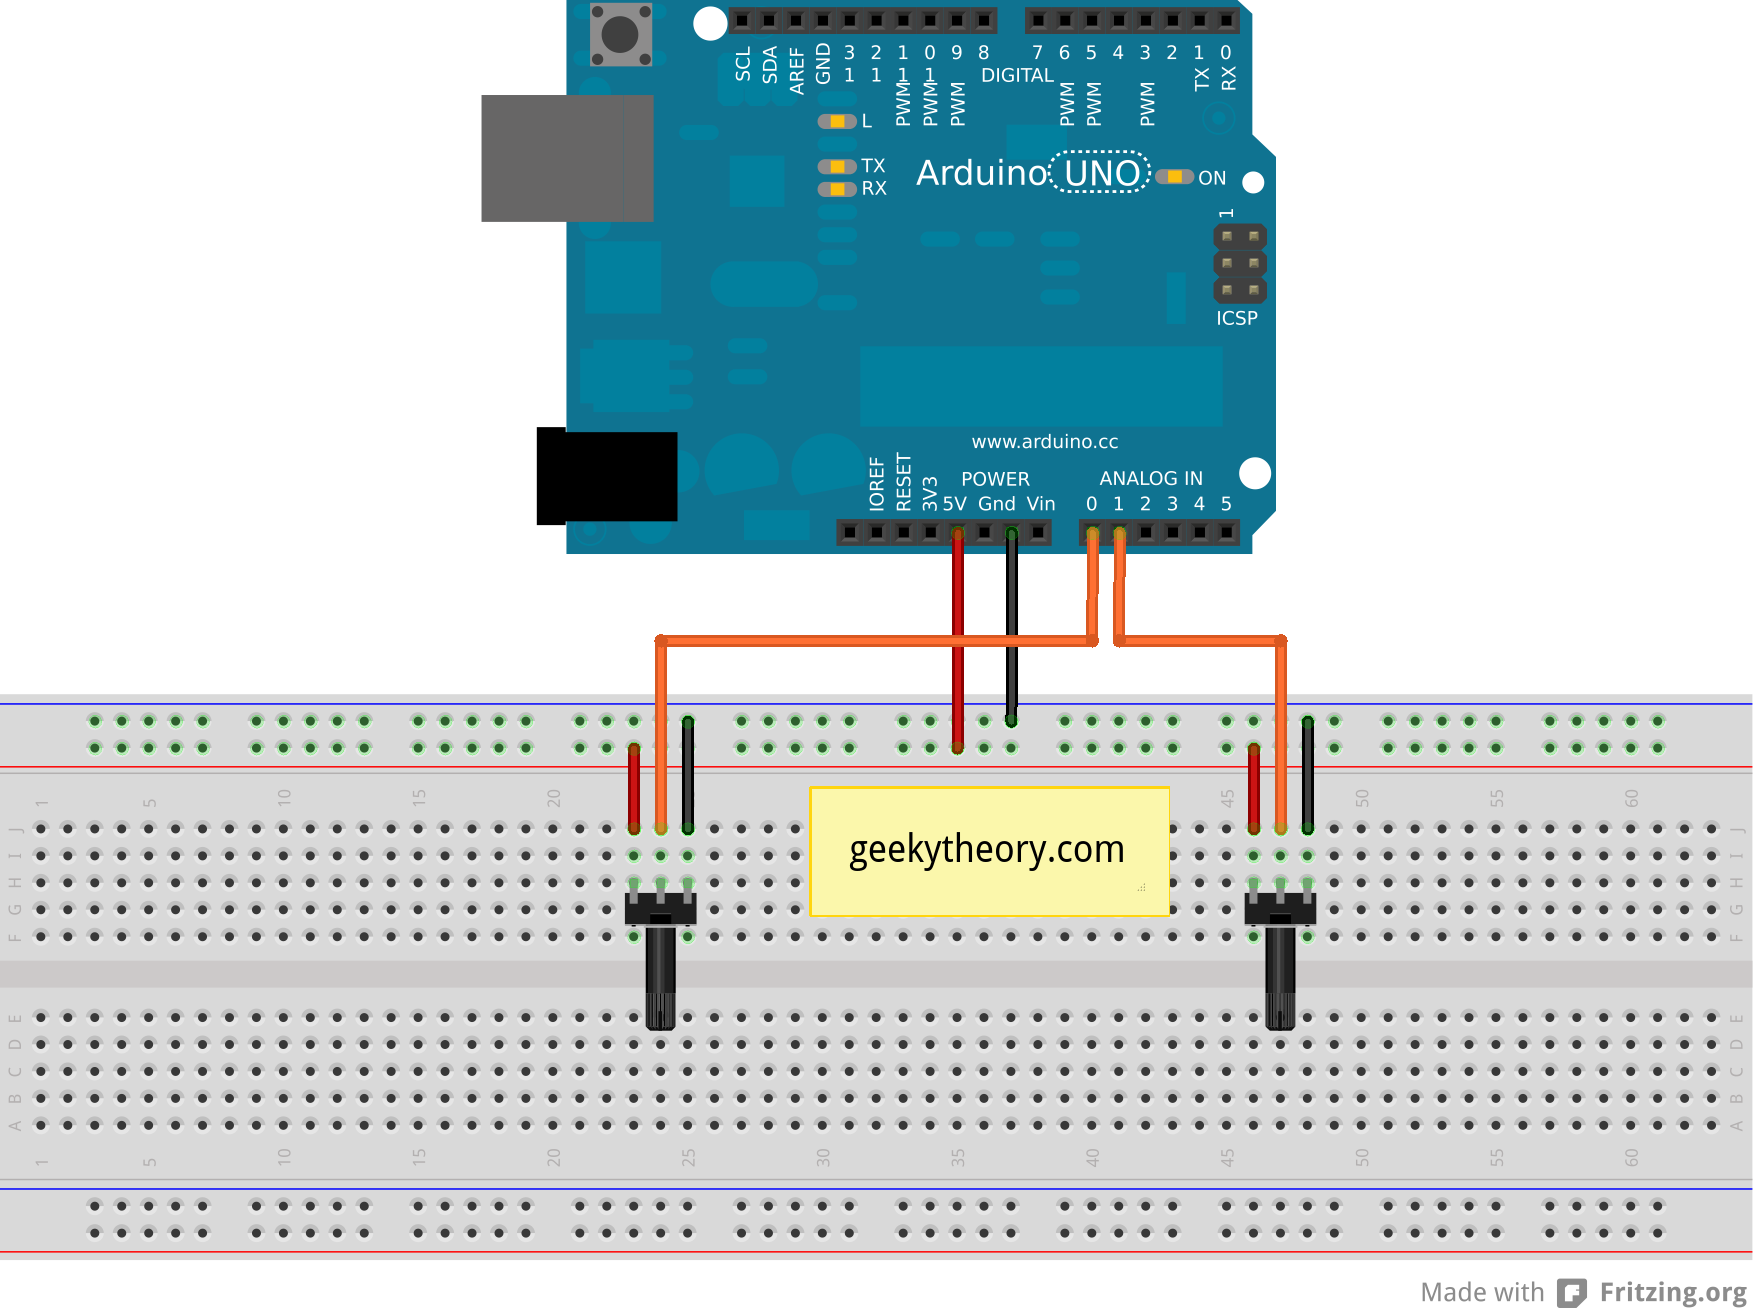 SCL SDA AREF GND 13 12 11 10 9 8 7 6 5 4 3 2 1 0
PWM PWM PWM DIGITAL PWM PWM PWM TX RX
L
TX
RX
Arduino UNO ON
1
ICSP
www.arduino.cc
POWER ANALOG IN
IOREF RESET 3V3 5V Gnd Vin 0 1 2 3 4 5
1 5 10 15 20 45 50 55 60
J J
I I
H H
G G
F F
geekytheory.com
E E
D D
C C
B B
A A
1 5 10 15 20 25 30 35 40 45 50 55 60
Made with Fritzing.org